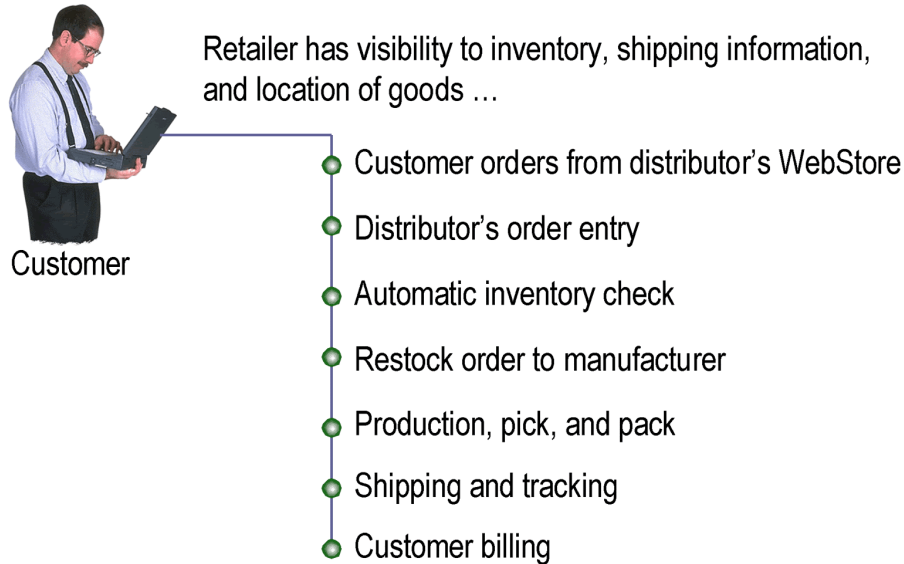 Retailer has visibility to inventory, shipping information,
and location of goods …
Customer orders from distributor’s WebStore
Distributor’s order entry
Customer
Automatic inventory check
Restock order to manufacturer
Production, pick, and pack
Shipping and tracking
Customer billing